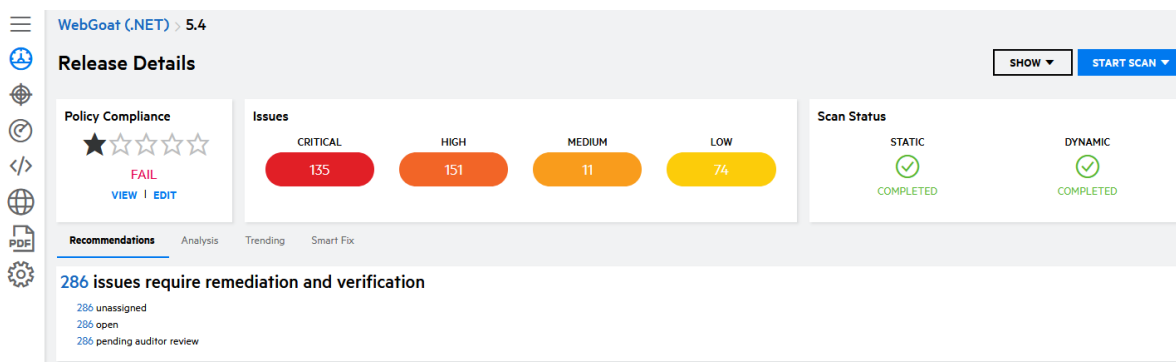 WebGoat (.NET) > 5.4
Release Details
SHOW ▼
START SCAN ▼
Policy Compliance
FAIL
VIEW | EDIT
Issues
CRITICAL
HIGH
MEDIUM
LOW
135
151
11
74
Scan Status
STATIC
DYNAMIC
COMPLETED
COMPLETED
PDF
Recommendations
Analysis
Trending
Smart Fix
286 issues require remediation and verification
286 unassigned
286 open
286 pending auditor review